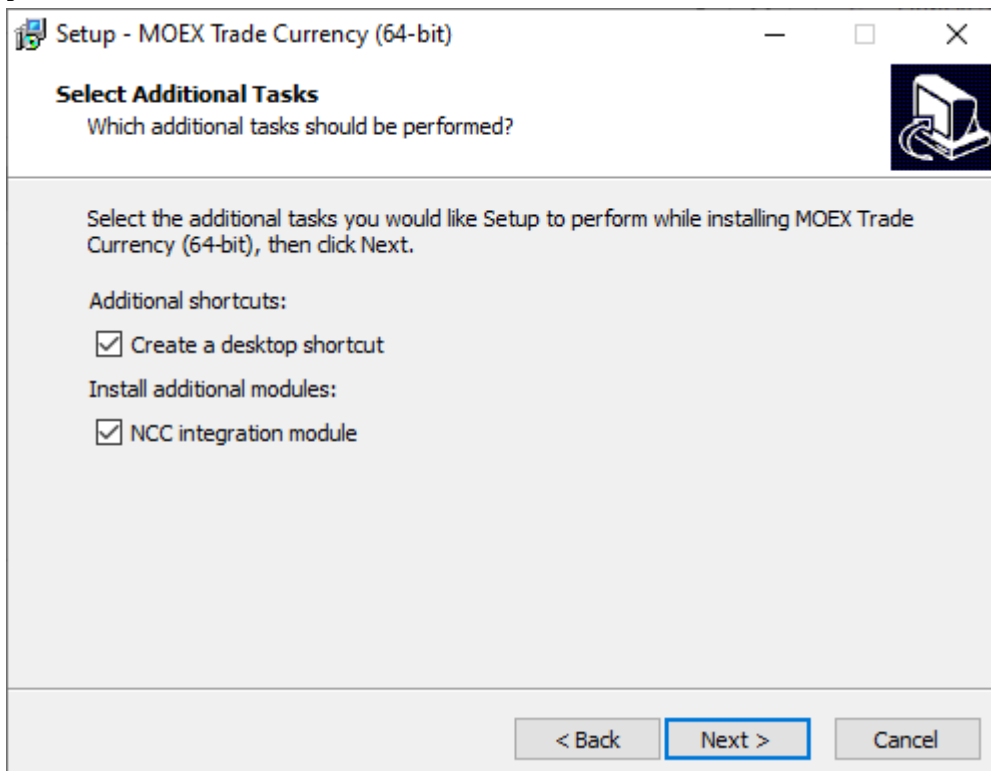 Setup - MOEX Trade Currency (64-bit)
Select Additional Tasks
Which additional tasks should be performed?
Select the additional tasks you would like Setup to perform while installing MOEX Trade
Currency (64-bit), then click Next.
Additional shortcuts:
Create a desktop shortcut
Install additional modules:
NCC integration module
< Back
Next >
Cancel